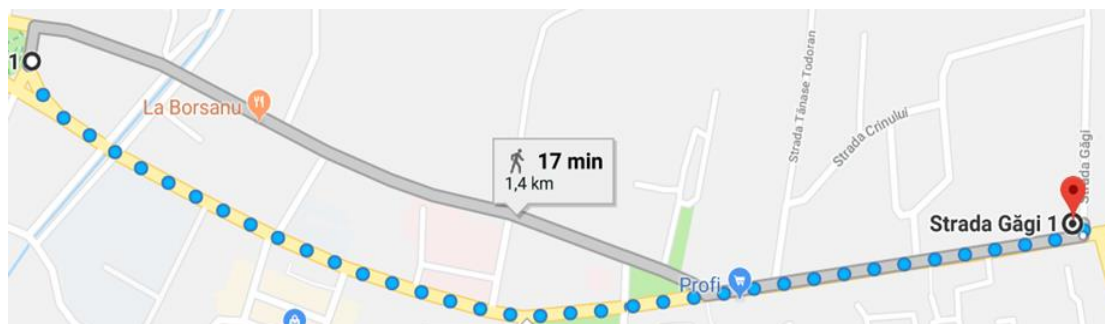 1
La Borsanu
17 min
1,4 km
Strada Tănase Todoran
Strada Crinului
Strada Găgi
Strada Găgi 1
Profi